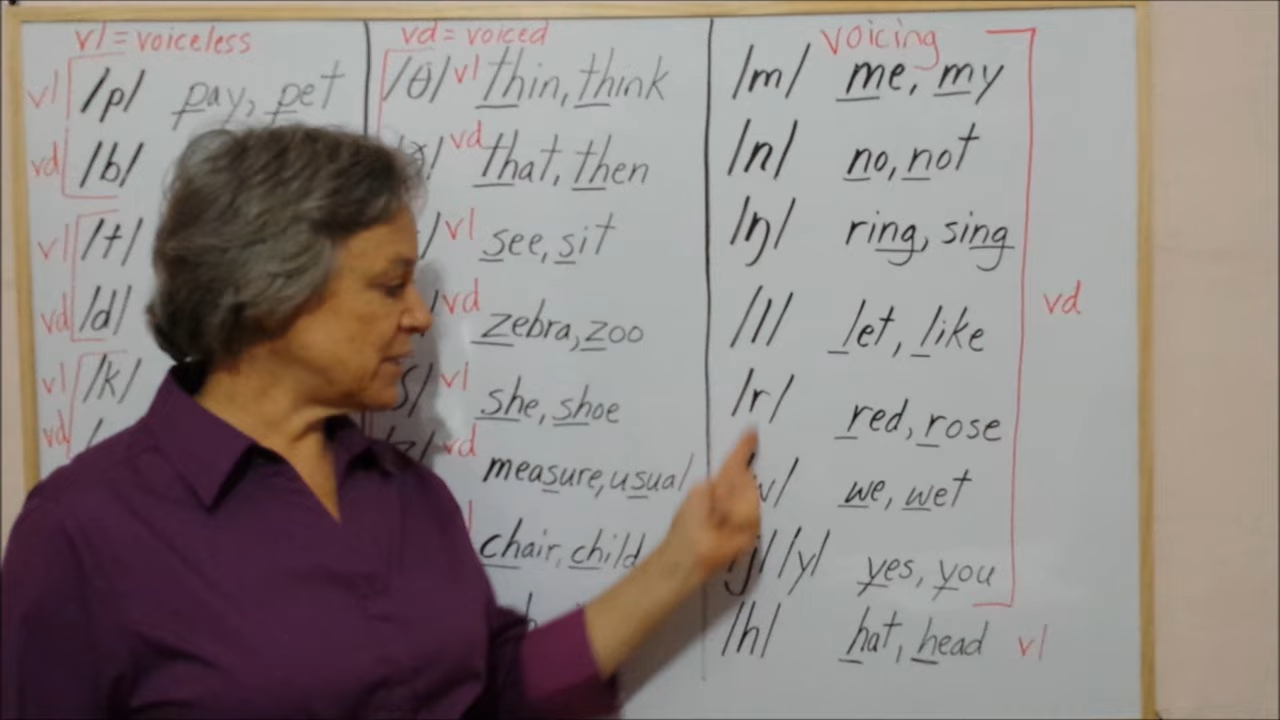 vl = voiceless
vl /p/ pay, pet
vd /b/
vl /t/
vd /d/
vl /k/
vd
vd = voiced
/θ/ vl thin, think
vd that, then
vl see, sit
vd zebra, zoo
ʃ/ vl she, shoe
vd measure, usual
chair, child
voicing
/m/ me, my
/n/ no, not
/ŋ/ ring, sing
/l/ let, like
/r/ red, rose
we, wet
/j/ /y/ yes, you
vd
/h/ hat, head vl